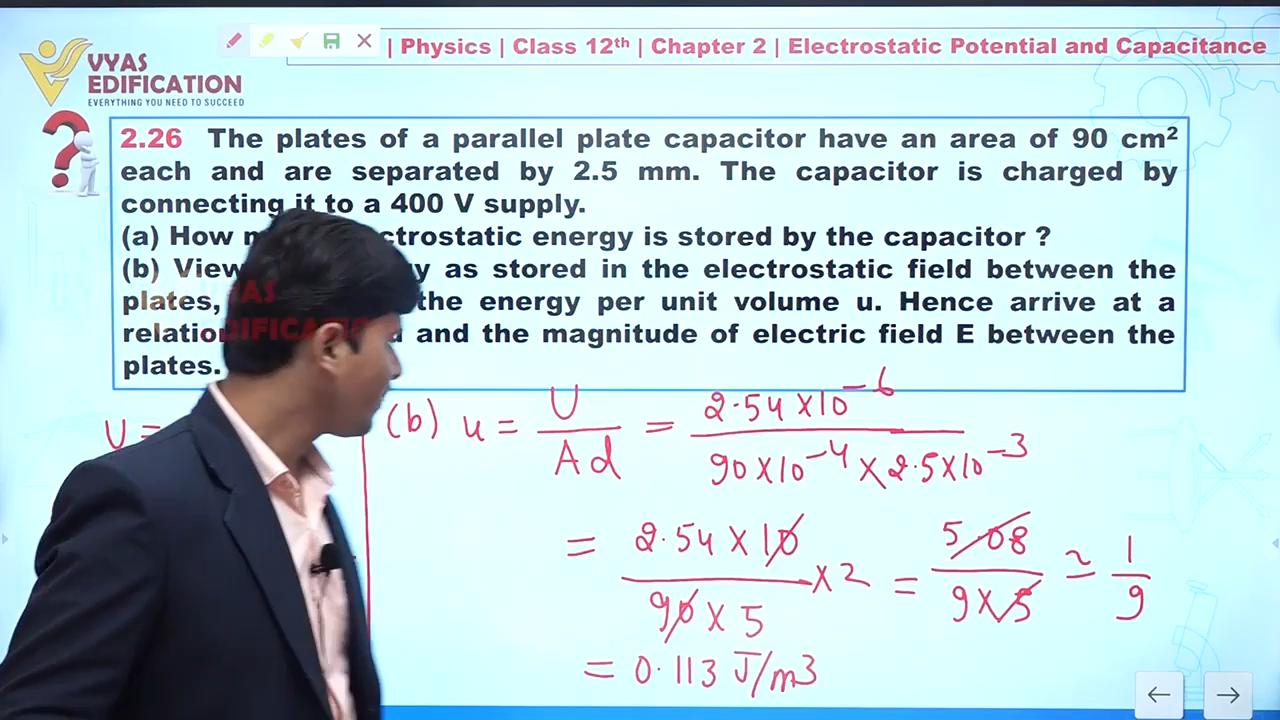 VYAS
EDIFICATION
EVERYTHING YOU NEED TO SUCCEED
| Physics | Class 12th | Chapter 2 | Electrostatic Potential and Capacitance
2.26 The plates of a parallel plate capacitor have an area of 90 cm²
each and are separated by 2.5 mm. The capacitor is charged by
connecting it to a 400 V supply.
(a) How ctrostatic energy is stored by the capacitor ?
(b) View y as stored in the electrostatic field between the
plates, the energy per unit volume u. Hence arrive at a
relatio and the magnitude of electric field E between the
plates.
U =
(b) u = U / Ad = 2.54 × 10⁻⁶ / 90 × 10⁻⁴ × 2.5 × 10⁻³
= 2.54 × 10 / 90 × 5 × 2 = 5.08 / 9 × 5 ≃ 1 / 9
= 0.113 J/m3